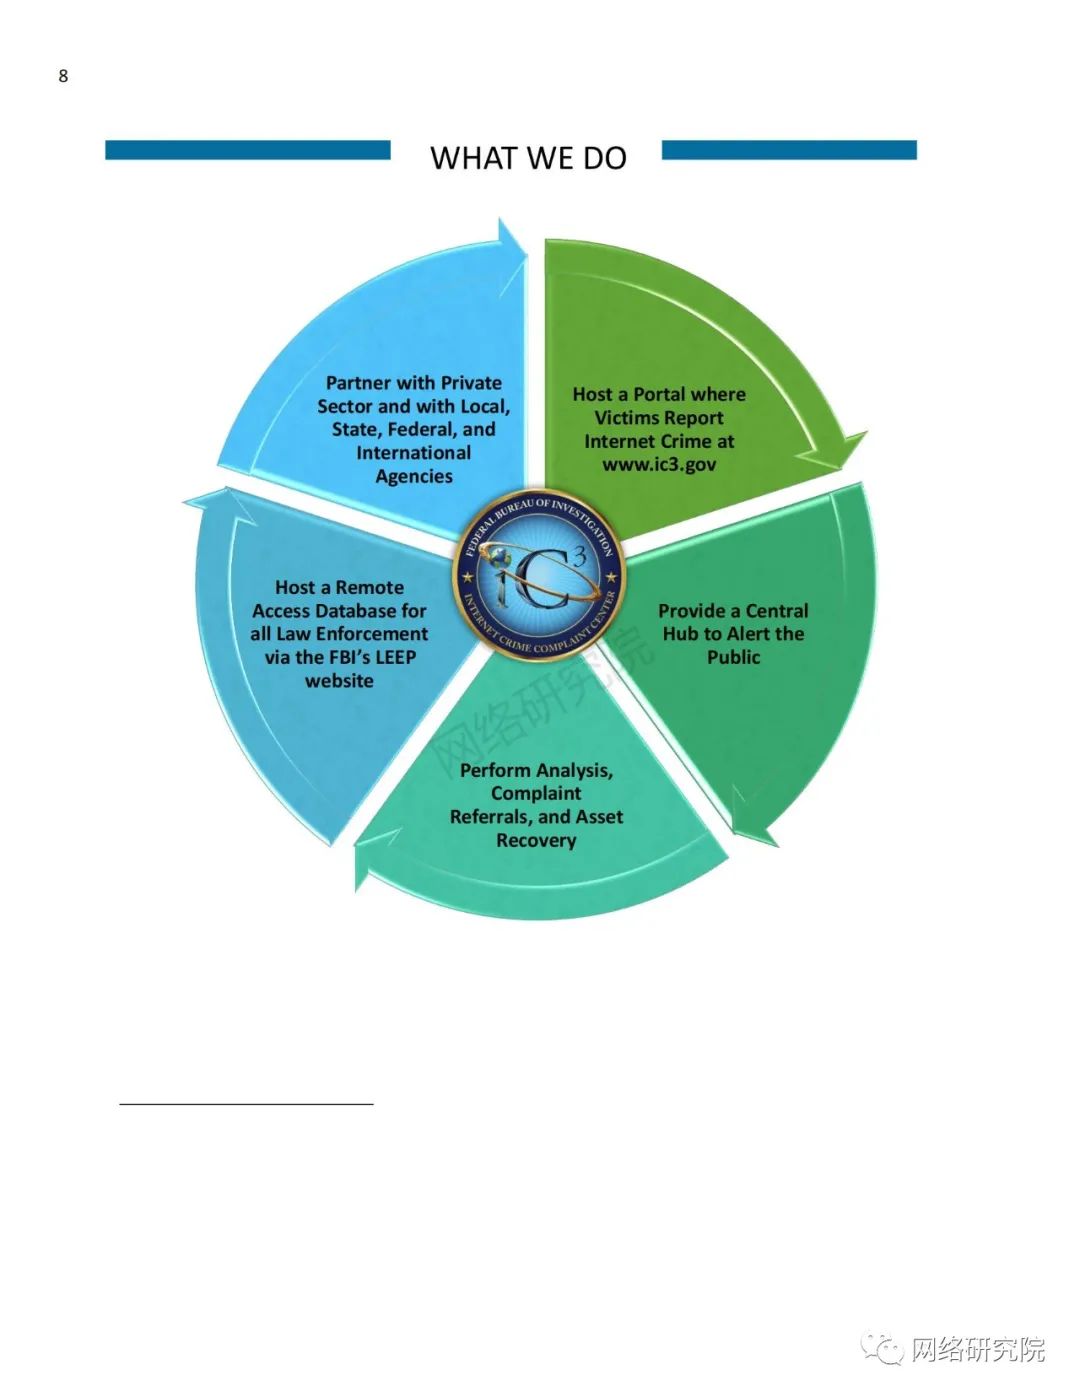 8
WHAT WE DO
Partner with Private
Sector and with Local,
State, Federal, and
International
Agencies
Host a Portal where
Victims Report
Internet Crime at
www.ic3.gov
FEDERAL BUREAU OF INVESTIGATION
iC3
INTERNET CRIME COMPLAINT CENTER
Host a Remote
Access Database for
all Law Enforcement
via the FBI's LEEP
website
Provide a Central
Hub to Alert the
Public
网络研究院
Perform Analysis,
Complaint
Referrals, and Asset
Recovery
网络研究院